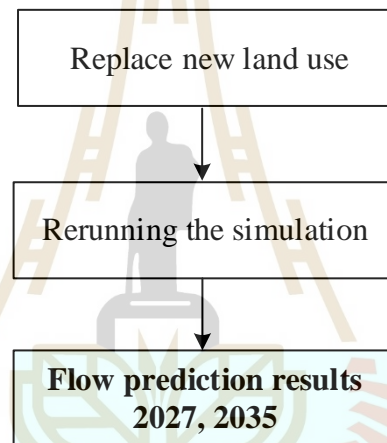 Replace new land use
Rerunning the simulation
Flow prediction results
2027, 2035